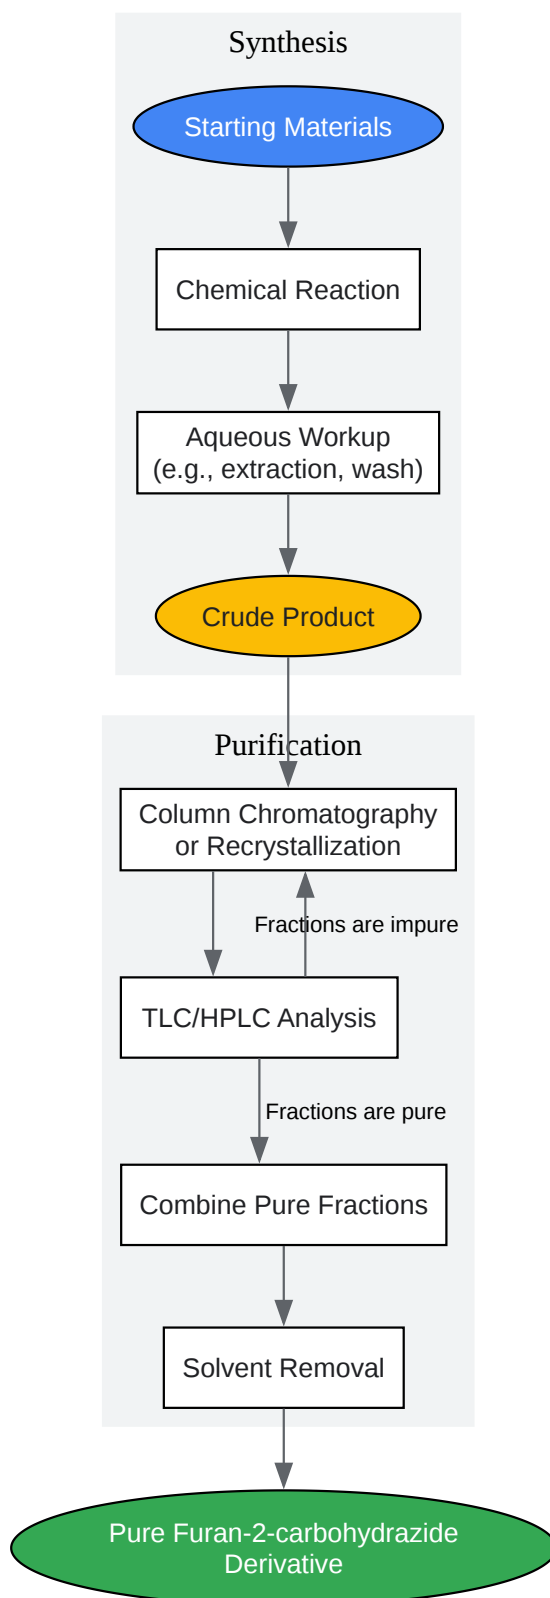 Synthesis
Starting Materials
Chemical Reaction
Aqueous Workup
(e.g., extraction, wash)
Crude Product
Purification
Column Chromatography
or Recrystallization
Fractions are impure
TLC/HPLC Analysis
Fractions are pure
Combine Pure Fractions
Solvent Removal
Pure Furan-2-carbohydrazide
Derivative